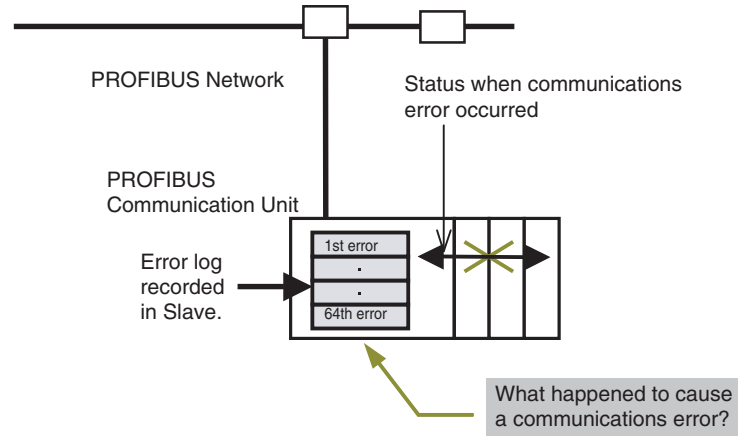 PROFIBUS Network
Status when communications
error occurred
PROFIBUS
Communication Unit
Error log
recorded
in Slave.
1st error
.
.
64th error
What happened to cause
a communications error?